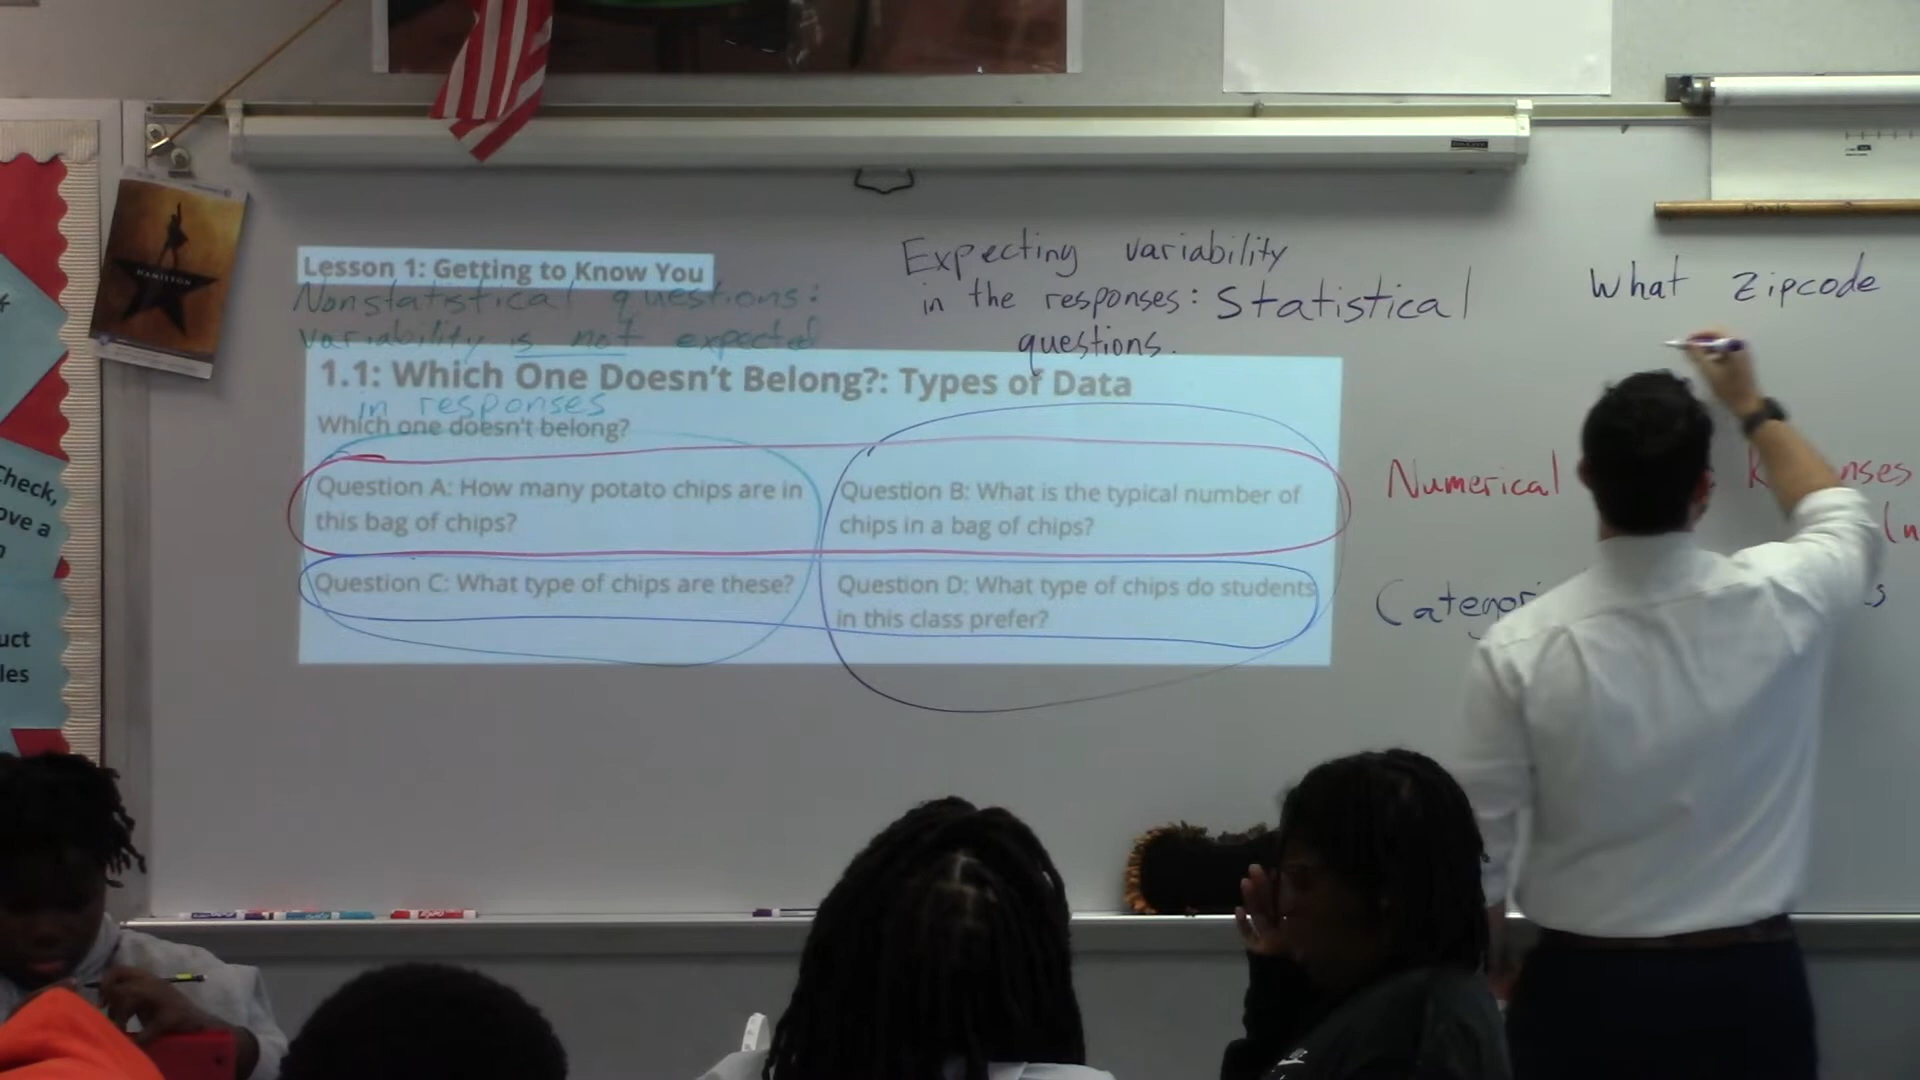 HAMILTON
Lesson 1: Getting to Know You
Nonstatistical questions:
variability is not expected
in responses
Expecting variability
in the responses: Statistical
questions.
What Zipcode
1.1: Which One Doesn't Belong?: Types of Data
Which one doesn't belong?
Question A: How many potato chips are in
this bag of chips?
Question B: What is the typical number of
chips in a bag of chips?
Question C: What type of chips are these?
Question D: What type of chips do students
in this class prefer?
Numerical